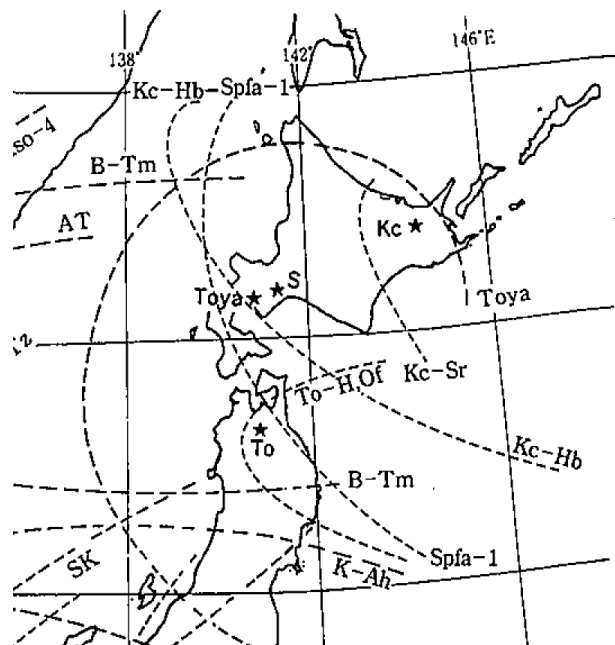 138°
142°
146°E
Kc-Hb
Spfa-1
so-4
B-Tm
AT
Kc
S
Toya
Toya
To-H,Of
Kc-Sr
To
Kc-Hb
B-Tm
Spfa-1
SK
K-Ah